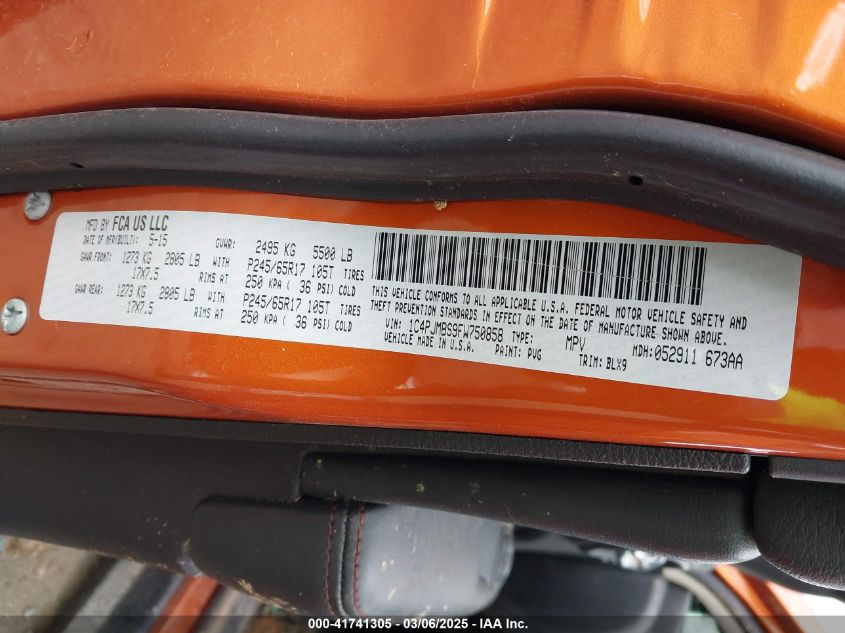 MFD BY FCA US LLC
DATE OF MFR(BUILT): 5-15 GVWR: 2495 KG 5500 LB
GAWR FRONT: 1273 KG 2805 LB WITH P245/65R17 105T TIRES
17X7.5 RIMS AT 250 KPA ( 36 PSI) COLD
GAWR REAR: 1273 KG 2805 LB WITH P245/65R17 105T TIRES
17X7.5 RIMS AT 250 KPA ( 36 PSI) COLD
THIS VEHICLE CONFORMS TO ALL APPLICABLE U.S.A. FEDERAL MOTOR VEHICLE SAFETY AND
THEFT PREVENTION STANDARDS IN EFFECT ON THE DATE OF MANUFACTURE SHOWN ABOVE.
VIN: 1C4PJMBS9FW750858 TYPE: MPV MDH:052911 673AA
VEHICLE MADE IN U.S.A. PAINT: PVG TRIM: BLX9
000-41741305 - 03/06/2025 - IAA Inc.